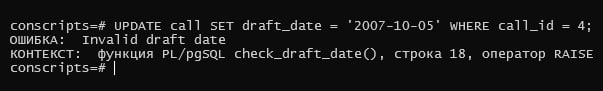 conscripts=# UPDATE call SET draft_date = '2007-10-05' WHERE call_id = 4;
ОШИБКА:  Invalid draft date
КОНТЕКСТ:  функция PL/pgSQL check_draft_date(), строка 18, оператор RAISE
conscripts=#